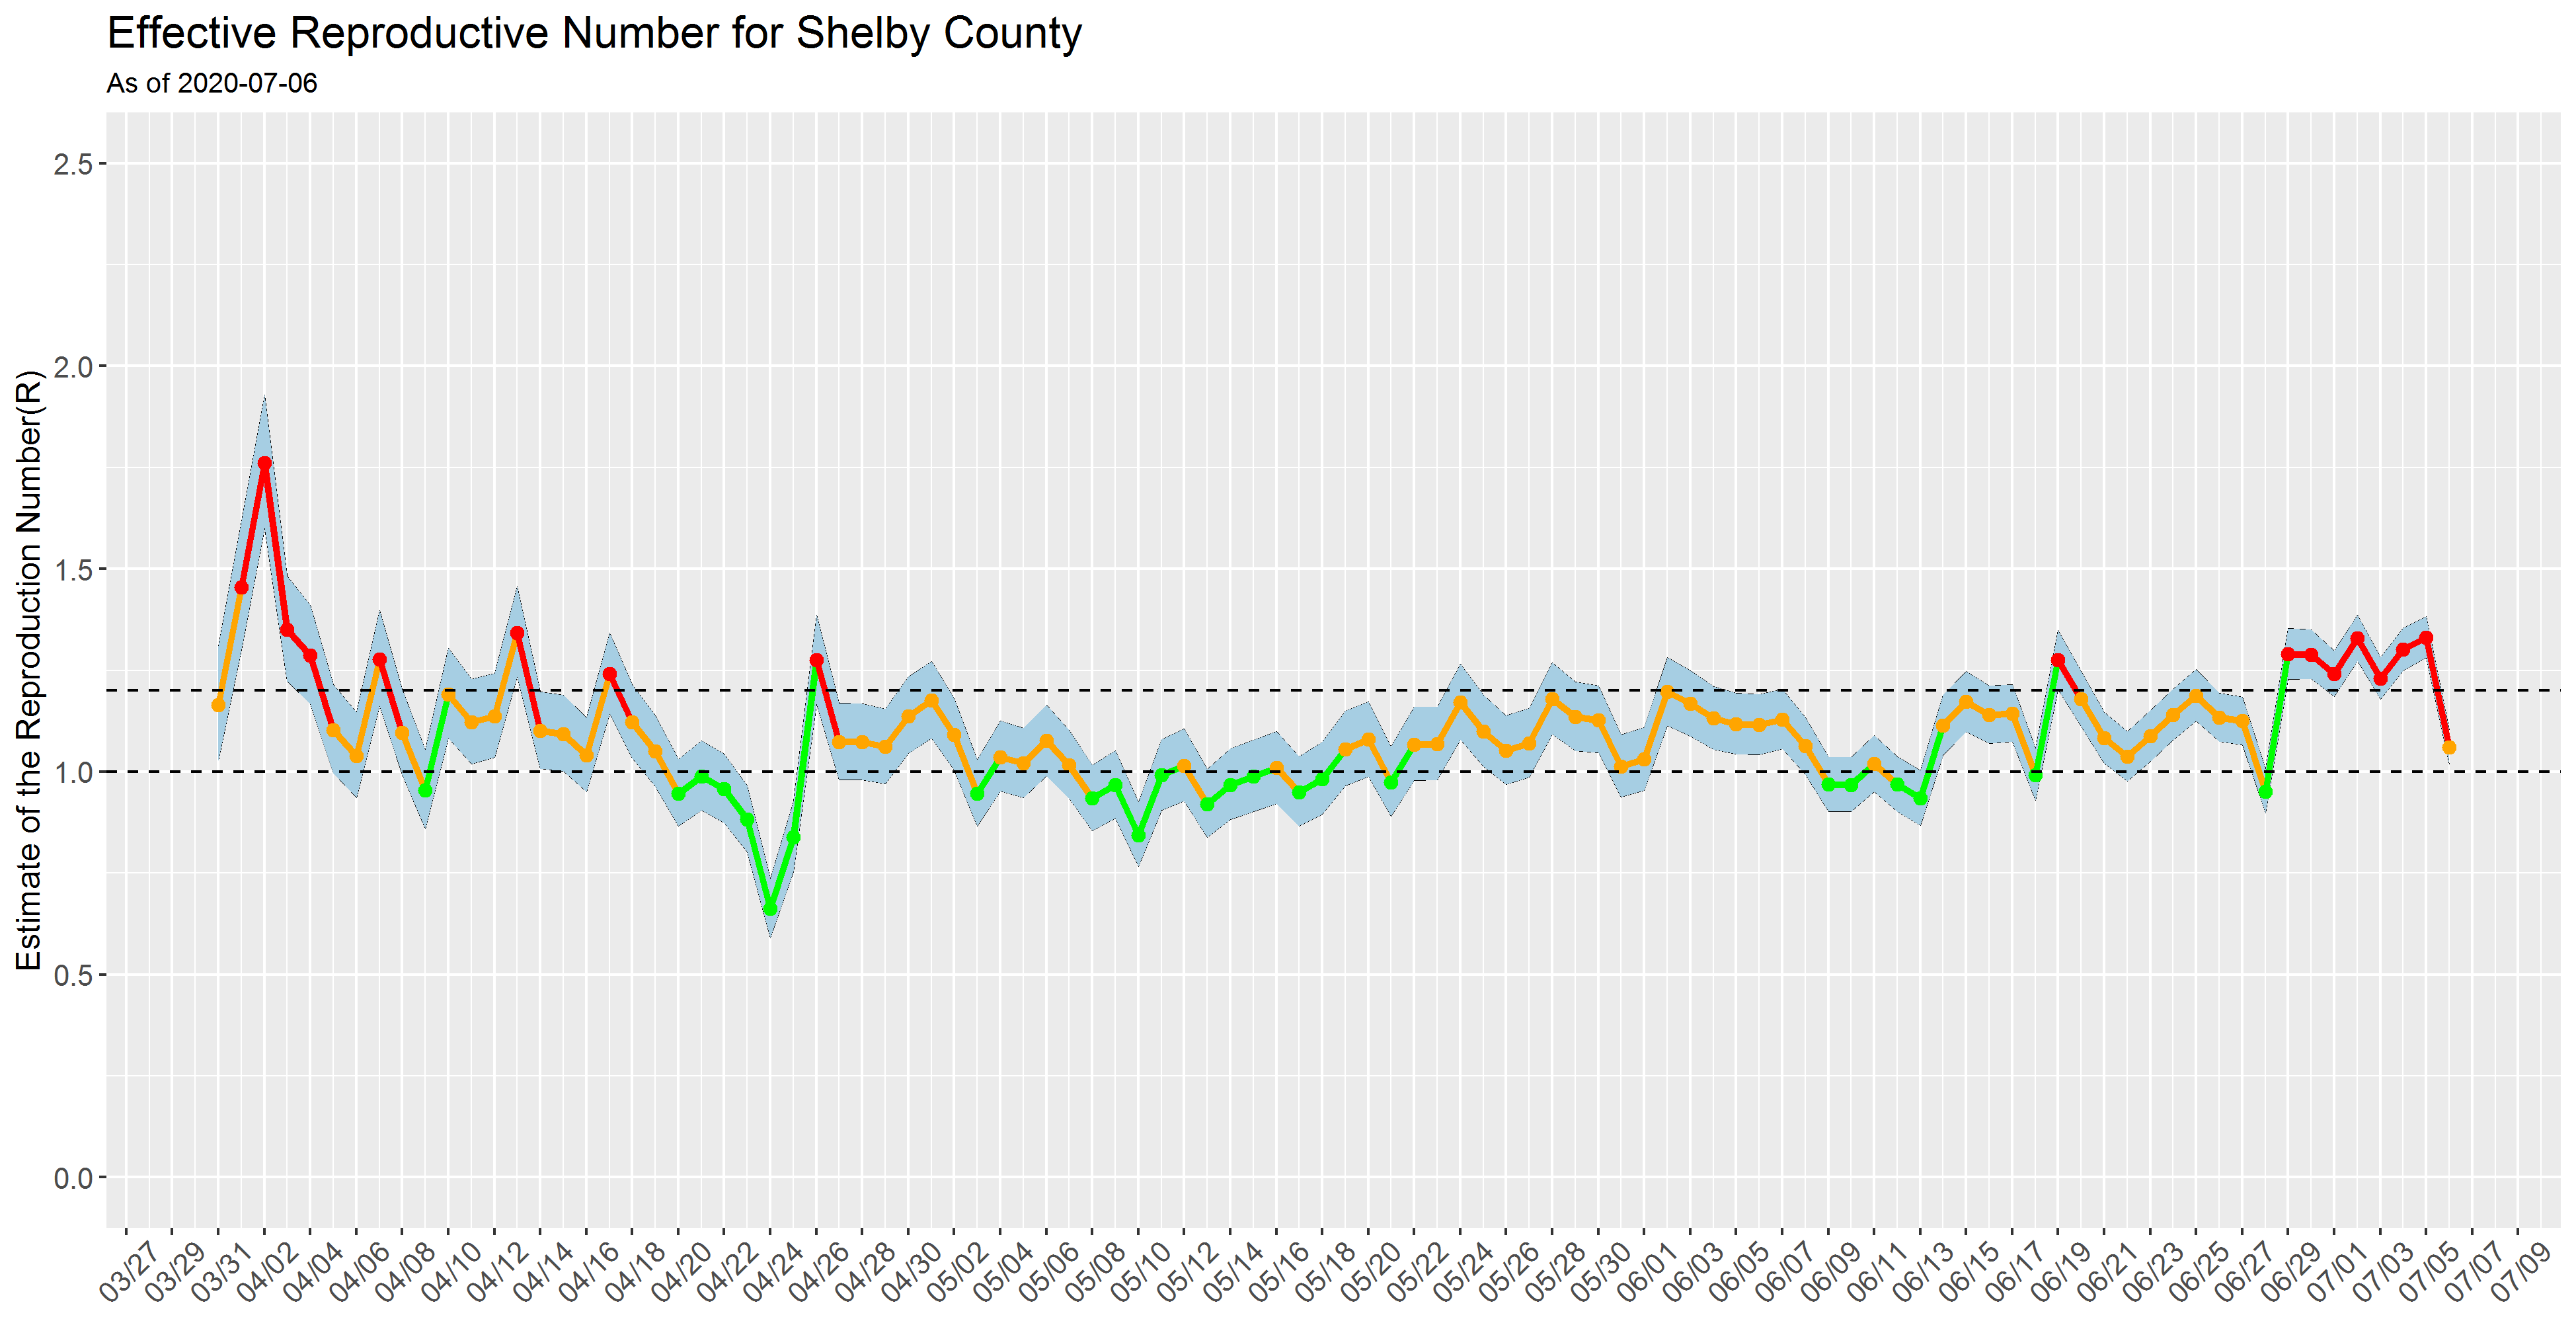 Effective Reproductive Number for Shelby County
As of 2020-07-06
Estimate of the Reproduction Number(R)
2.5
2.0
1.5
1.0
0.5
0.0
03/27 03/29 03/31 04/02 04/04 04/06 04/08 04/10 04/12 04/14 04/16 04/18 04/20 04/22 04/24 04/26 04/28 04/30 05/02 05/04 05/06 05/08 05/10 05/12 05/14 05/16 05/18 05/20 05/22 05/24 05/26 05/28 05/30 06/01 06/03 06/05 06/07 06/09 06/11 06/13 06/15 06/17 06/19 06/21 06/23 06/25 06/27 06/29 07/01 07/03 07/05 07/07 07/09